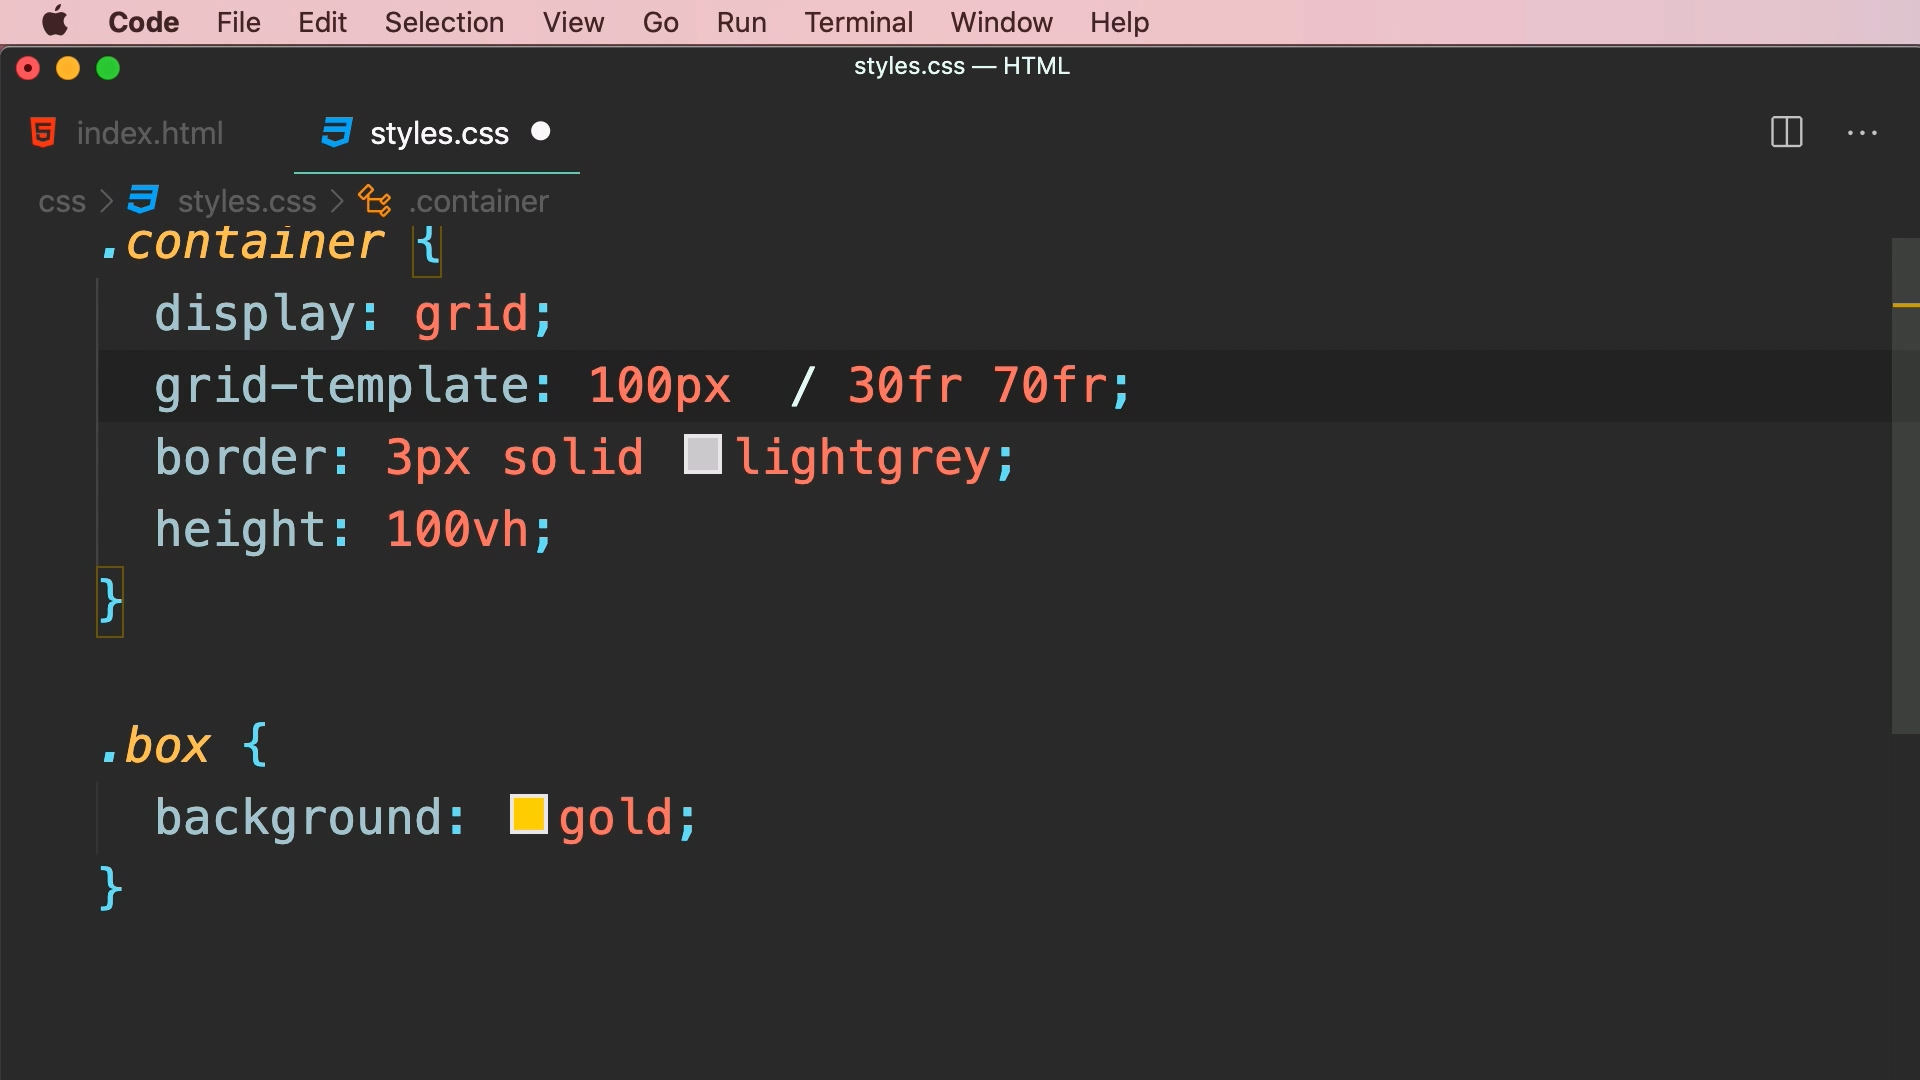 Code File Edit Selection View Go Run Terminal Window Help
styles.css — HTML
index.html styles.css
css > styles.css > .container
.container {
display: grid;
grid-template: 100px  / 30fr 70fr;
border: 3px solid lightgrey;
height: 100vh;
}
.box {
background: gold;
}